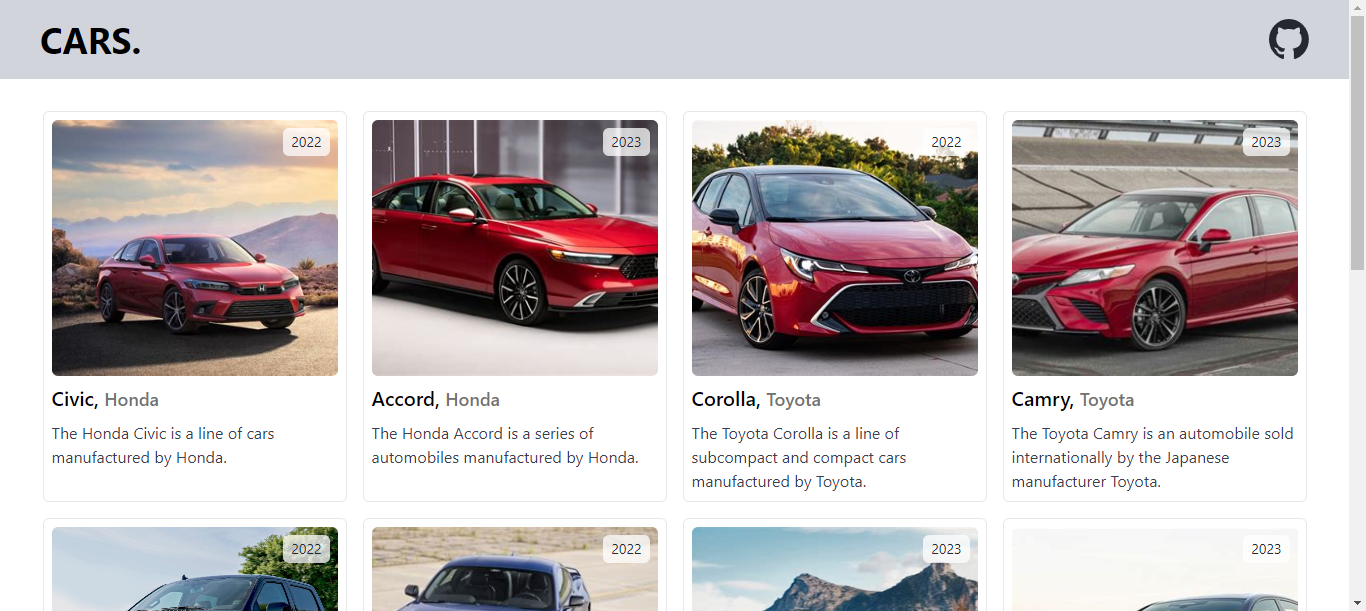 CARS.
2022
2023
2022
2023
Civic, Honda
The Honda Civic is a line of cars
manufactured by Honda.
Accord, Honda
The Honda Accord is a series of
automobiles manufactured by Honda.
Corolla, Toyota
The Toyota Corolla is a line of
subcompact and compact cars
manufactured by Toyota.
Camry, Toyota
The Toyota Camry is an automobile sold
internationally by the Japanese
manufacturer Toyota.
2022
2022
2023
2023